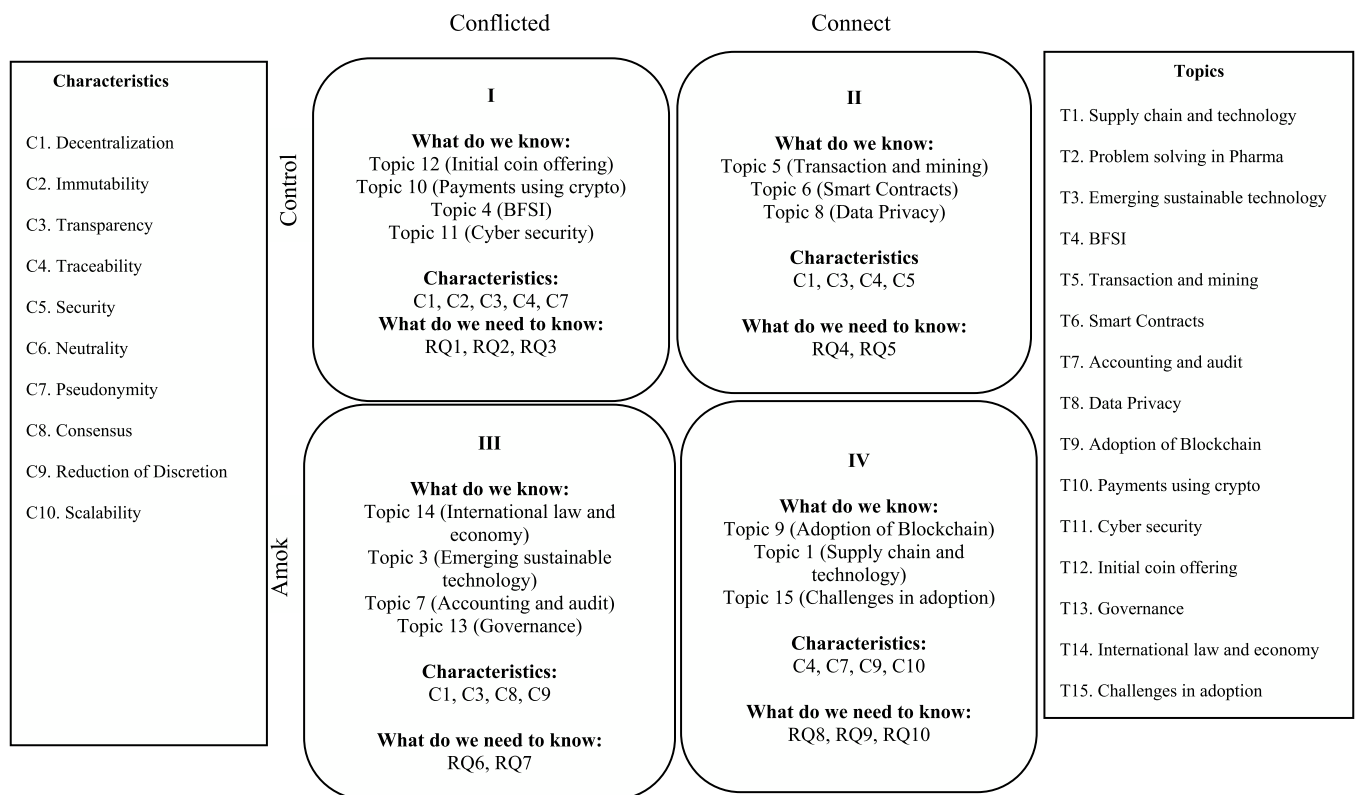 Conflicted
Connect
Characteristics
C1. Decentralization
C2. Immutability
C3. Transparency
C4. Traceability
C5. Security
C6. Neutrality
C7. Pseudonymity
C8. Consensus
C9. Reduction of Discretion
C10. Scalability
Control
Amok
I
What do we know:
Topic 12 (Initial coin offering)
Topic 10 (Payments using crypto)
Topic 4 (BFSI)
Topic 11 (Cyber security)
Characteristics:
C1, C2, C3, C4, C7
What do we need to know:
RQ1, RQ2, RQ3
II
What do we know:
Topic 5 (Transaction and mining)
Topic 6 (Smart Contracts)
Topic 8 (Data Privacy)
Characteristics
C1, C3, C4, C5
What do we need to know:
RQ4, RQ5
III
What do we know:
Topic 14 (International law and
economy)
Topic 3 (Emerging sustainable
technology)
Topic 7 (Accounting and audit)
Topic 13 (Governance)
Characteristics:
C1, C3, C8, C9
What do we need to know:
RQ6, RQ7
IV
What do we know:
Topic 9 (Adoption of Blockchain)
Topic 1 (Supply chain and
technology)
Topic 15 (Challenges in adoption)
Characteristics:
C4, C7, C9, C10
What do we need to know:
RQ8, RQ9, RQ10
Topics
T1. Supply chain and technology
T2. Problem solving in Pharma
T3. Emerging sustainable technology
T4. BFSI
T5. Transaction and mining
T6. Smart Contracts
T7. Accounting and audit
T8. Data Privacy
T9. Adoption of Blockchain
T10. Payments using crypto
T11. Cyber security
T12. Initial coin offering
T13. Governance
T14. International law and economy
T15. Challenges in adoption